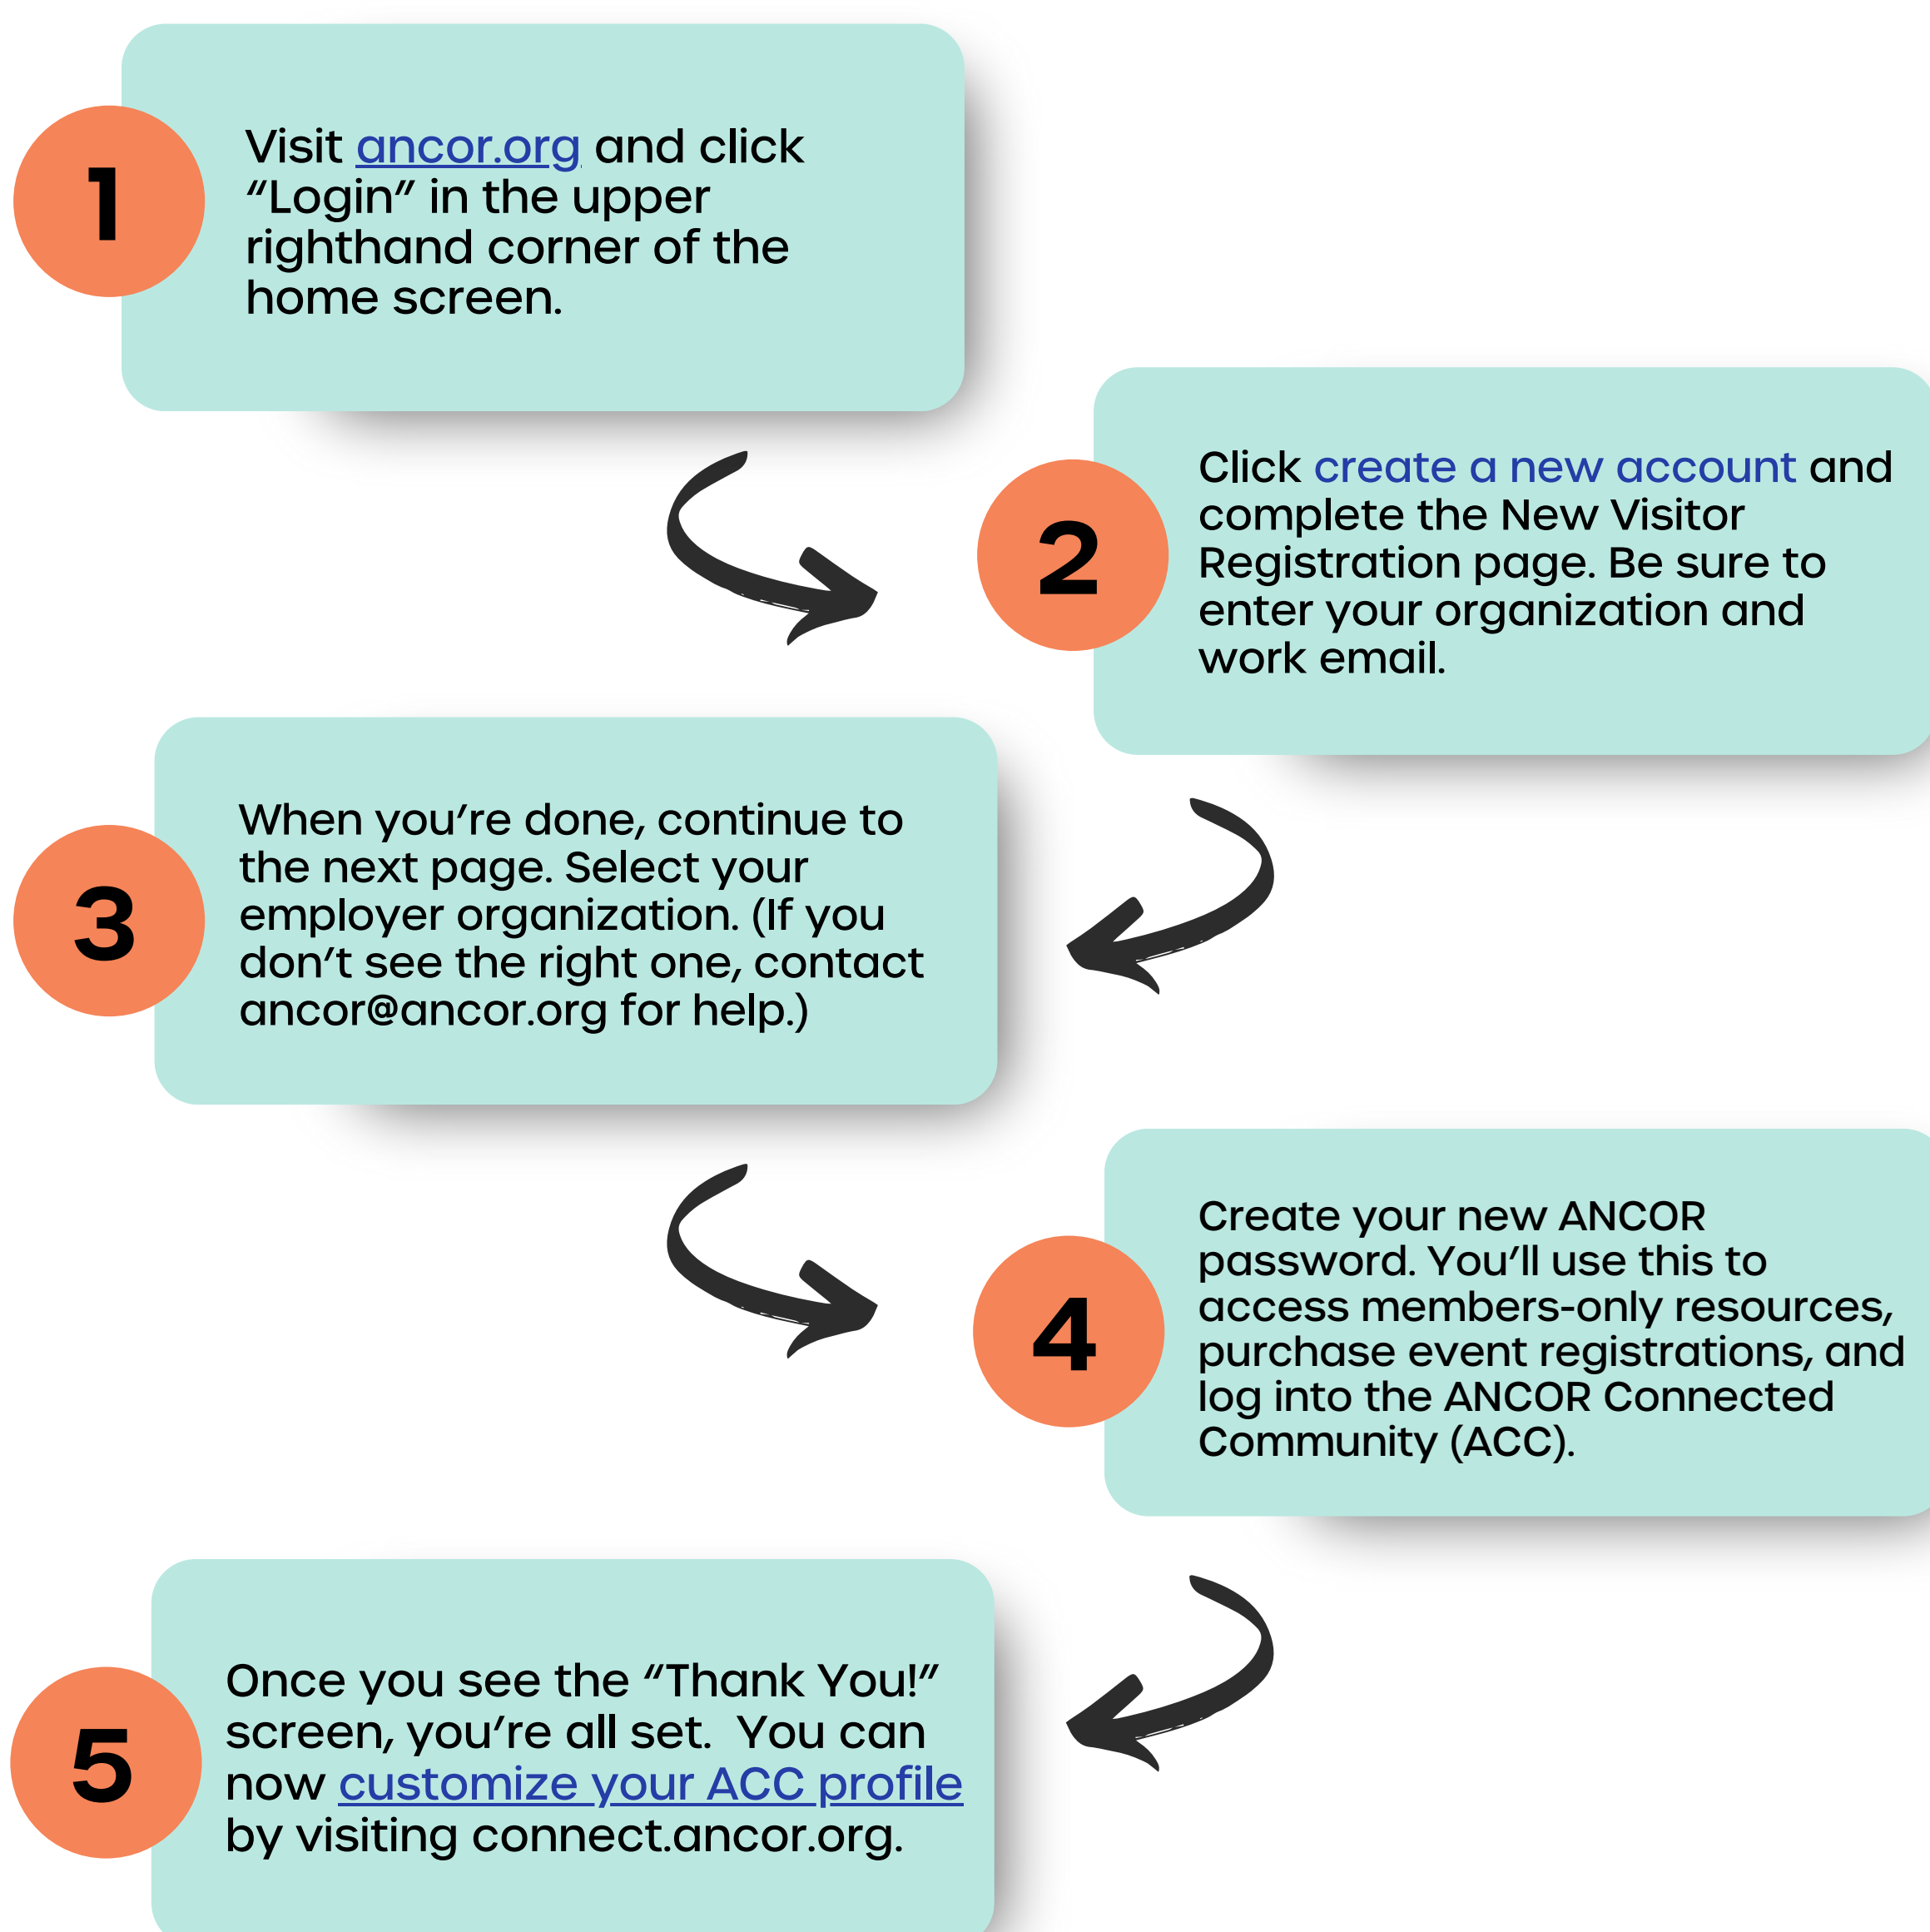 1
Visit ancor.org and click
“Login” in the upper
righthand corner of the
home screen.
2
Click create a new account and
complete the New Visitor
Registration page. Be sure to
enter your organization and
work email.
3
When you’re done, continue to
the next page. Select your
employer organization. (If you
don’t see the right one, contact
ancor@ancor.org for help.)
4
Create your new ANCOR
password. You’ll use this to
access members-only resources,
purchase event registrations, and
log into the ANCOR Connected
Community (ACC).
5
Once you see the “Thank You!”
screen, you’re all set.  You can
now customize your ACC profile
by visiting connect.ancor.org.